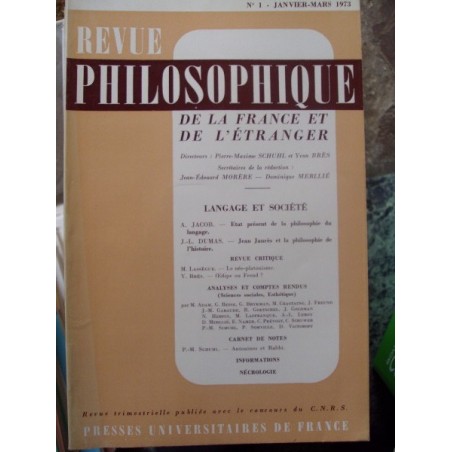 N° 1 - JANVIER-MARS 1973
REVUE
PHILOSOPHIQUE
DE LA FRANCE ET
DE L'ÉTRANGER
Directeurs : Pierre-Maxime SCHUHL et Yvon BRÈS
Secrétaires de la rédaction :
Jean-Édouard MORÈRE — Dominique MERLLIÉ
LANGAGE ET SOCIÉTÉ
A. JACOB. — Etat présent de la philosophie du
langage.
J.-L. DUMAS. — Jean Jaurès et la philosophie de
l'histoire.
REVUE CRITIQUE
Y. BRÈS. — Œdipe ou Freud ?
ANALYSES ET COMPTES RENDUS
(Sciences sociales, Esthétique)
CARNET DE NOTES
P.-M. SCHUHL. —
INFORMATIONS
NÉCROLOGIE
Revue trimestrielle publiée avec le concours du C.N.R.S.
PRESSES UNIVERSITAIRES DE FRANCE